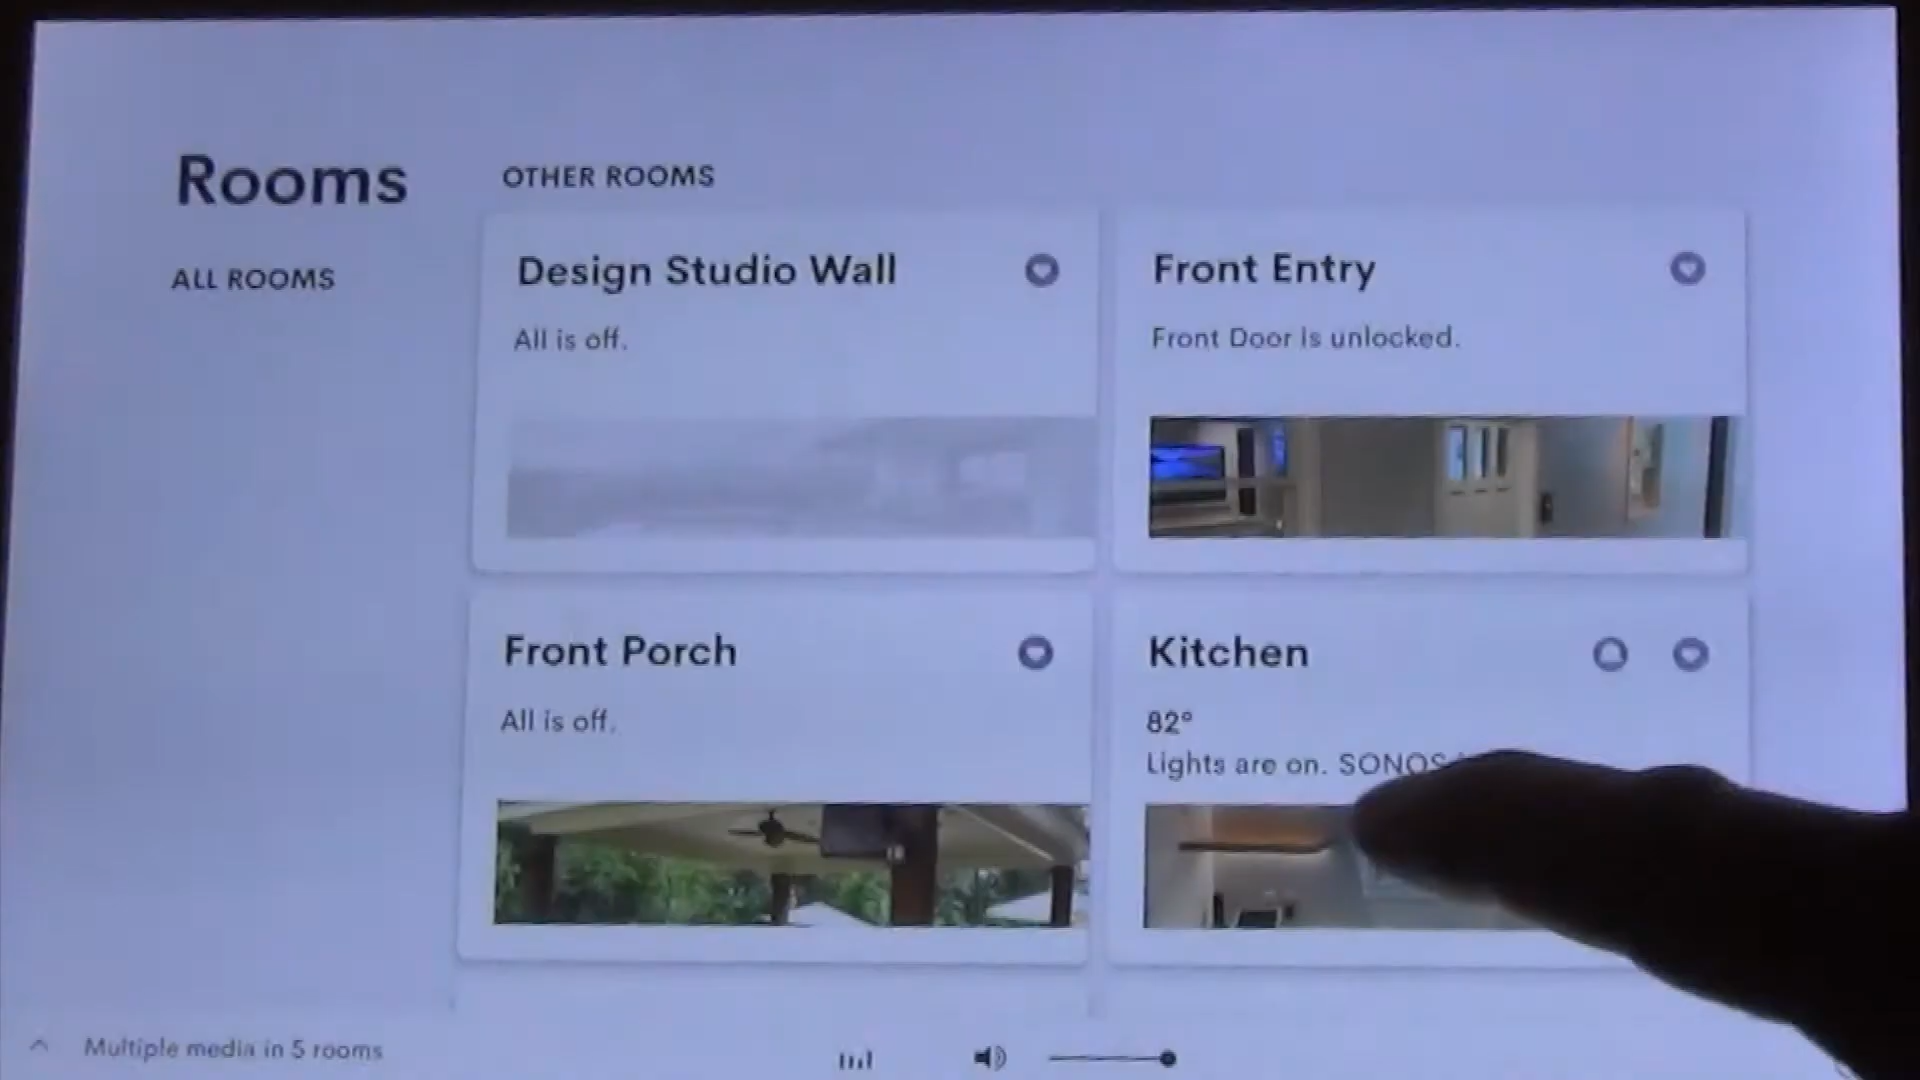 Rooms
ALL ROOMS
OTHER ROOMS
Design Studio Wall
All is off.
Front Entry
Front Door is unlocked.
Front Porch
All is off.
Kitchen
82°
Lights are on. SONOS
Multiple media in 5 rooms